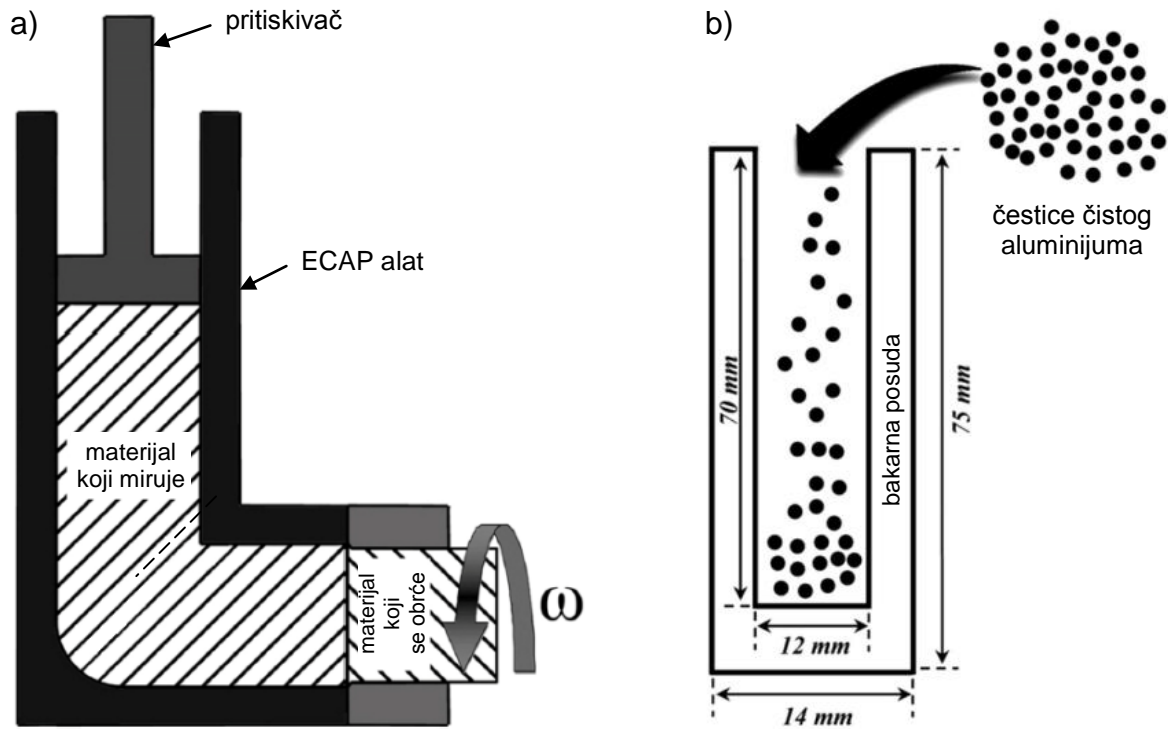 a)
pritiskivač
ECAP alat
materijal
koji miruje
materijal
koji
se obrće
ω
b)
čestice čistog
aluminijuma
70 mm
bakarna posuda
75 mm
12 mm
14 mm